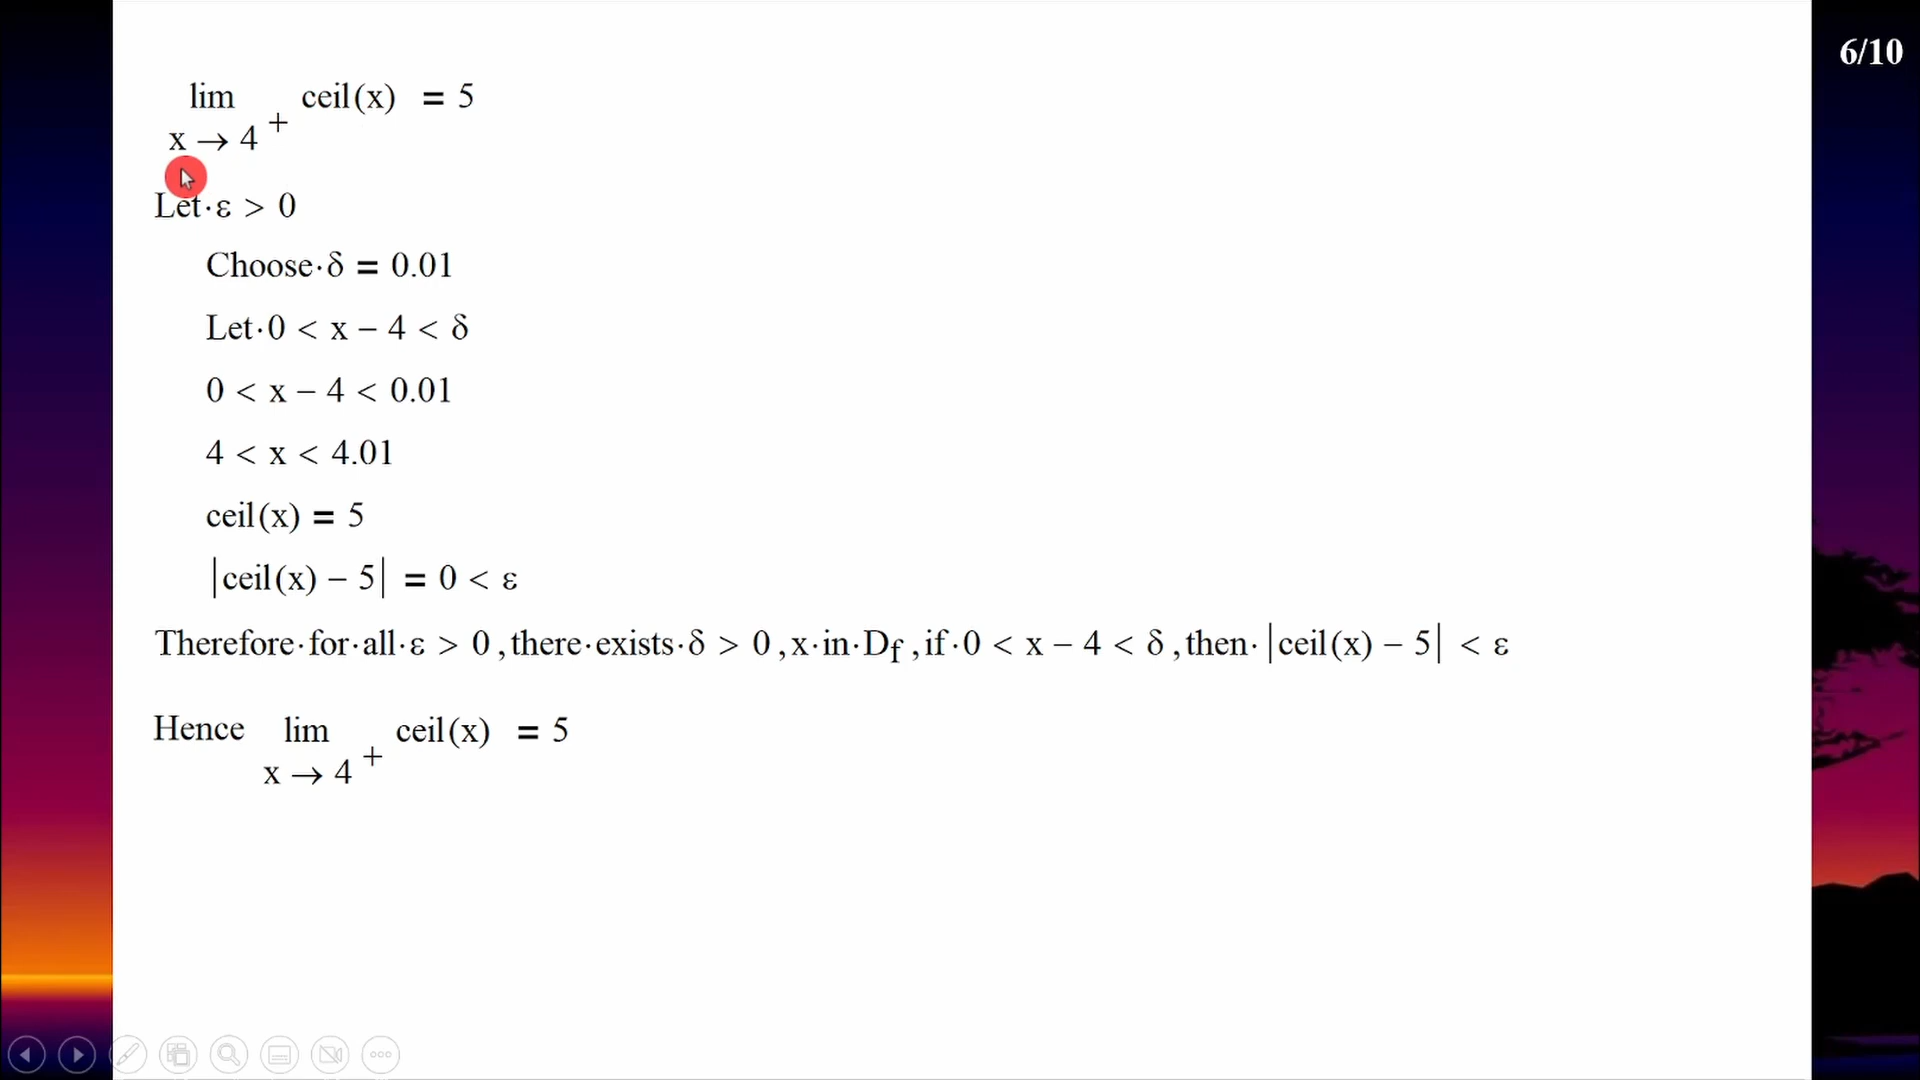 6/10
lim ceil(x) = 5
x → 4 +
Let·ε > 0
Choose·δ = 0.01
Let·0 < x − 4 < δ
0 < x − 4 < 0.01
4 < x < 4.01
ceil(x) = 5
|ceil(x) − 5| = 0 < ε
Therefore·for·all·ε > 0 , there·exists·δ > 0 , x·in·Df , if·0 < x − 4 < δ , then·|ceil(x) − 5| < ε
Hence lim ceil(x) = 5
x → 4 +